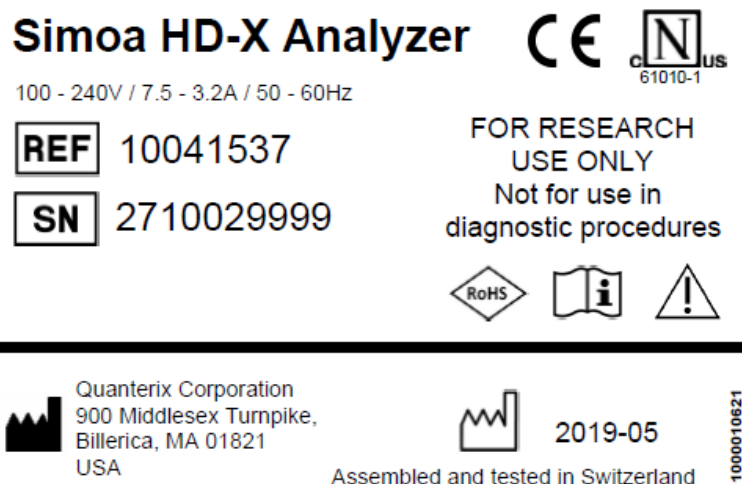 Simoa HD-X Analyzer
CE
c N us
61010-1
100 - 240V / 7.5 - 3.2A / 50 - 60Hz
REF 10041537
SN 2710029999
FOR RESEARCH
USE ONLY
Not for use in
diagnostic procedures
RoHS
i
Quanterix Corporation
900 Middlesex Turnpike,
Billerica, MA 01821
USA
2019-05
Assembled and tested in Switzerland
1000010621